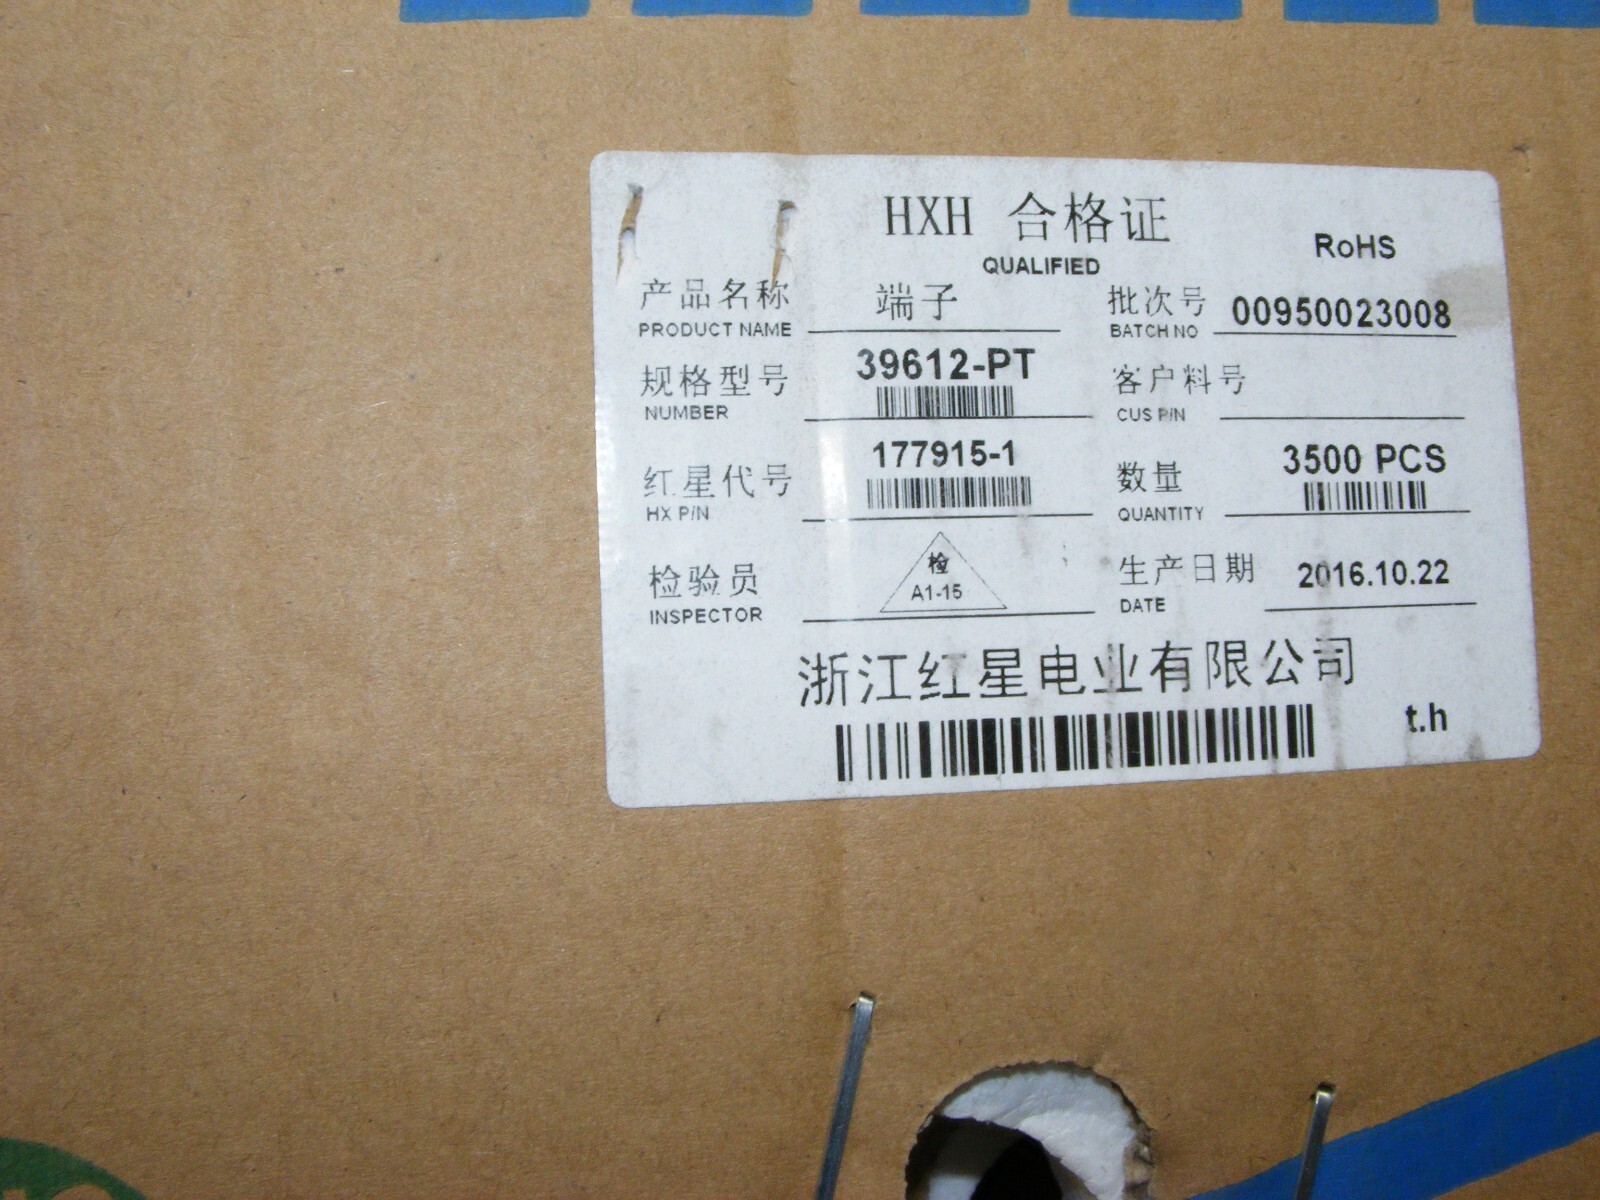 HXH 合格证
QUALIFIED
RoHS
产品名称 端子
PRODUCT NAME
批次号 00950023008
BATCH NO
规格型号 39612-PT
NUMBER
客户料号
CUS P/N
红星代号 177915-1
HX P/N
数量 3500 PCS
QUANTITY
检验员
INSPECTOR
检
A1-15
生产日期 2016.10.22
DATE
浙江红星电业有限公司
t.h